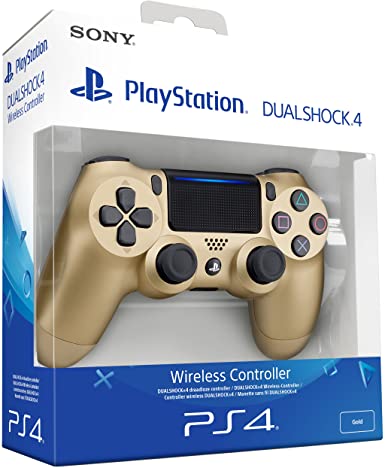 SONY
PlayStation®
DUALSHOCK®4
DUALSHOCK®4
Wireless Controller
Wireless Controller
DUALSHOCK®4 draadloze controller / DUALSHOCK®4 Wireless-Controller /
Controller wireless DUALSHOCK®4 / Manette sans fil DUALSHOCK®4
PS4
Gold